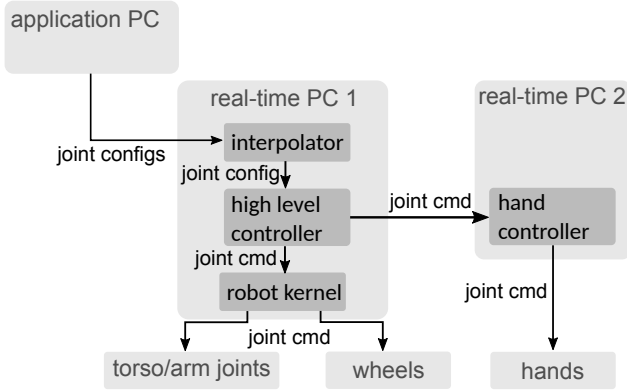 application PC
real-time PC 1
real-time PC 2
joint configs
interpolator
joint config
high level
controller
joint cmd
hand
controller
joint cmd
robot kernel
joint cmd
joint cmd
torso/arm joints
wheels
hands